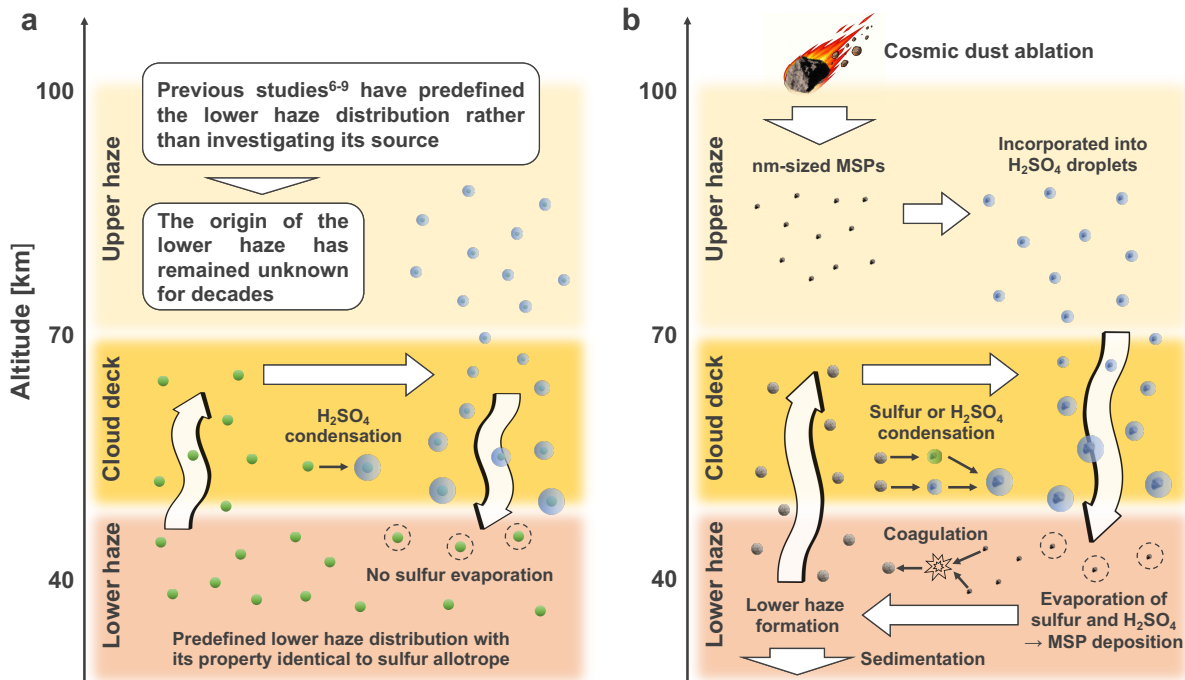 a
Altitude [km]
100
70
40
Upper haze
Cloud deck
Lower haze
Previous studies6-9 have predefined
the lower haze distribution rather
than investigating its source
The origin of the
lower haze has
remained unknown
for decades
H2SO4
condensation
No sulfur evaporation
Predefined lower haze distribution with
its property identical to sulfur allotrope
b
100
70
40
Upper haze
Cloud deck
Lower haze
Cosmic dust ablation
nm-sized MSPs
Incorporated into
H2SO4 droplets
Sulfur or H2SO4
condensation
Coagulation
Lower haze
formation
Evaporation of
sulfur and H2SO4
→ MSP deposition
Sedimentation